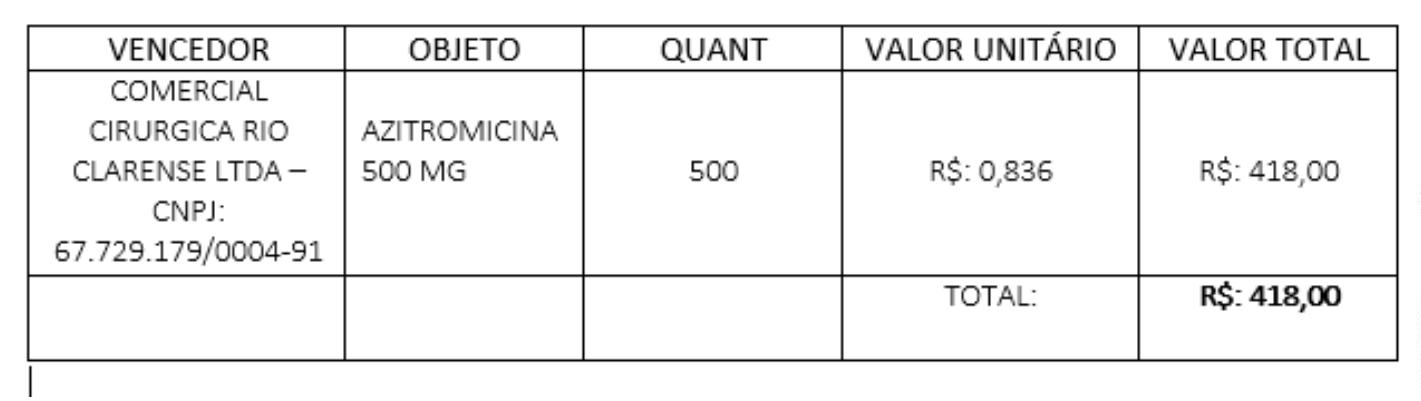 VENCEDOR OBJETO QUANT VALOR UNITÁRIO VALOR TOTAL
COMERCIAL
CIRURGICA RIO
CLARENSE LTDA –
CNPJ:
67.729.179/0004-91
AZITROMICINA
500 MG
500
R$: 0,836
R$: 418,00
TOTAL:
R$: 418,00